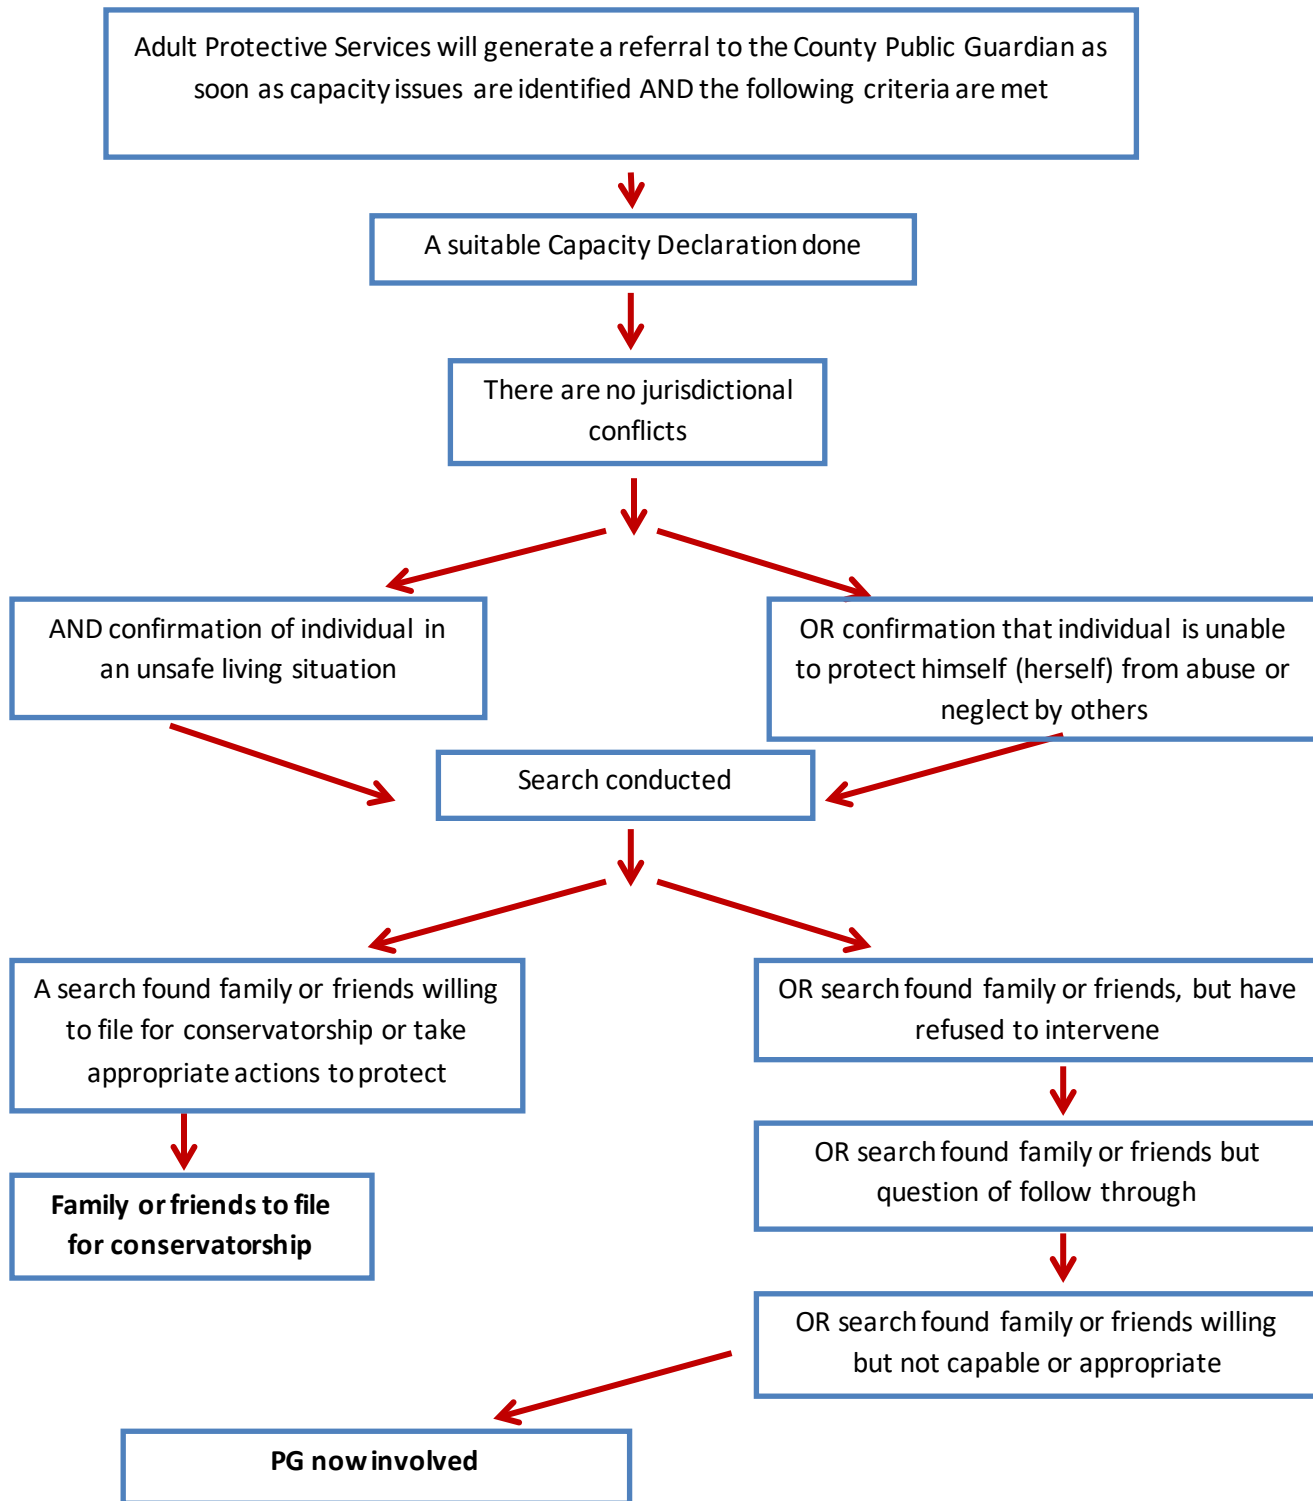 Adult Protective Services will generate a referral to the County Public Guardian as
soon as capacity issues are identified AND the following criteria are met
A suitable Capacity Declaration done
There are no jurisdictional
conflicts
AND confirmation of individual in
an unsafe living situation
OR confirmation that individual is unable
to protect himself (herself) from abuse or
neglect by others
Search conducted
A search found family or friends willing
to file for conservatorship or take
appropriate actions to protect
Family or friends to file
for conservatorship
OR search found family or friends, but have
refused to intervene
OR search found family or friends but
question of follow through
OR search found family or friends willing
but not capable or appropriate
PG now involved